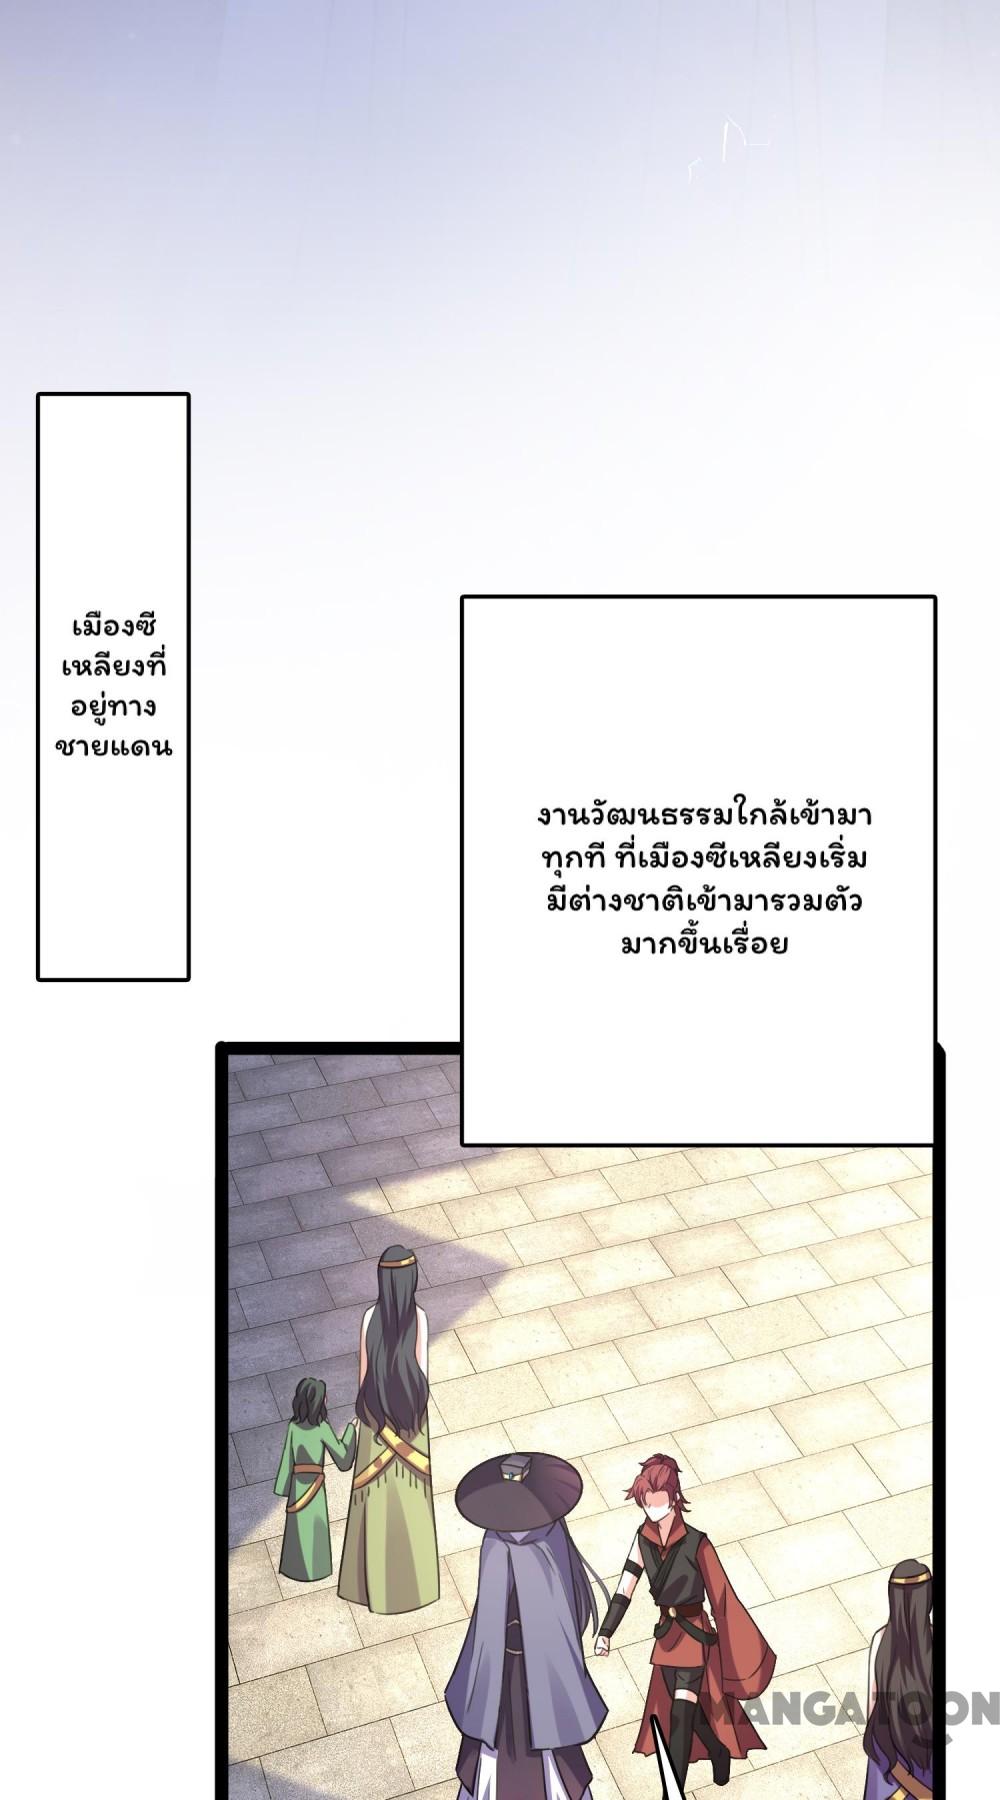 เมืองซี
เหลียงที่
อยู่ทาง
ชายแดน
งานวัฒนธรรมใกล้เข้ามา
ทุกที ที่เมืองซีเหลียงเริ่ม
มีต่างชาติเข้ามารวมตัว
มากขึ้นเรื่อย
MANGATOON